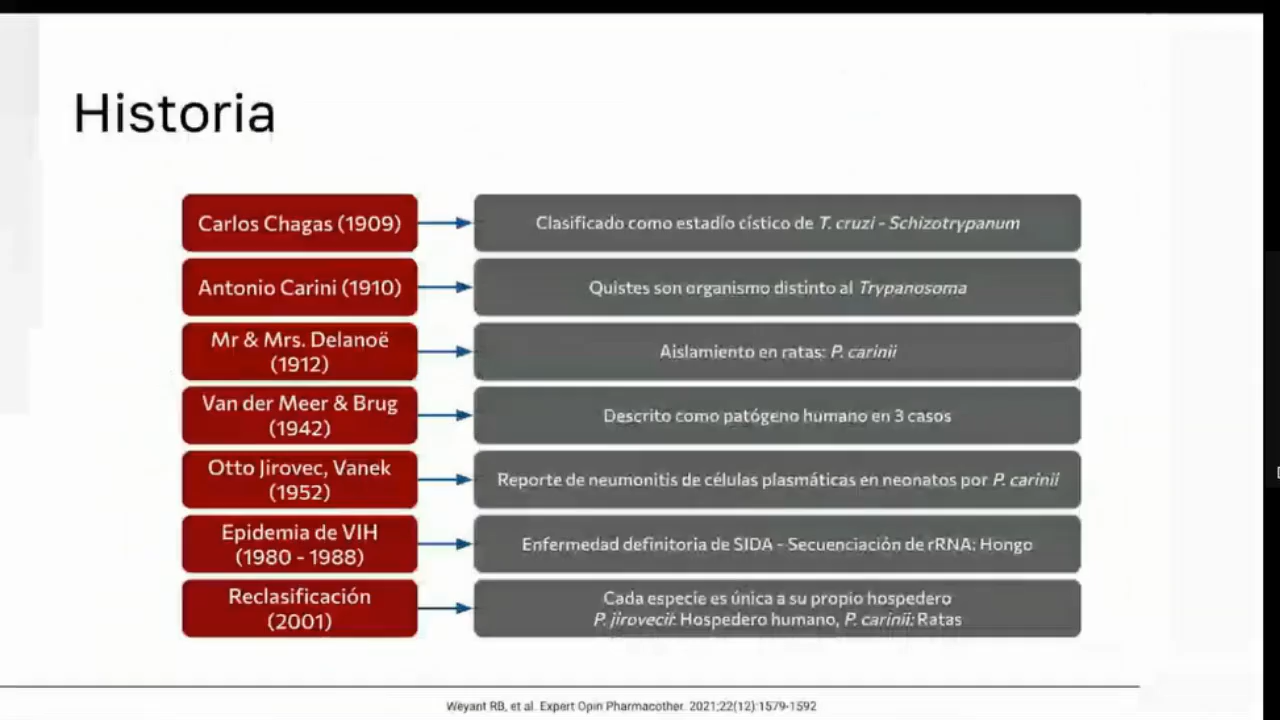 Historia
Carlos Chagas (1909)
Clasificado como estadío cístico de T. cruzi - Schizotrypanum
Antonio Carini (1910)
Quistes son organismo distinto al Trypanosoma
Mr & Mrs. Delanoë
(1912)
Aislamiento en ratas: P. carinii
Van der Meer & Brug
(1942)
Descrito como patógeno humano en 3 casos
Otto Jirovec, Vanek
(1952)
Reporte de neumonitis de células plasmáticas en neonatos por P. carinii
Epidemia de VIH
(1980 - 1988)
Enfermedad definitoria de SIDA - Secuenciación de rRNA: Hongo
Reclasificación
(2001)
Cada especie es única a su propio hospedero
P. jirovecii: Hospedero humano, P. carinii: Ratas
Weyant RB, et al. Expert Opin Pharmacother. 2021;22(12):1579-1592